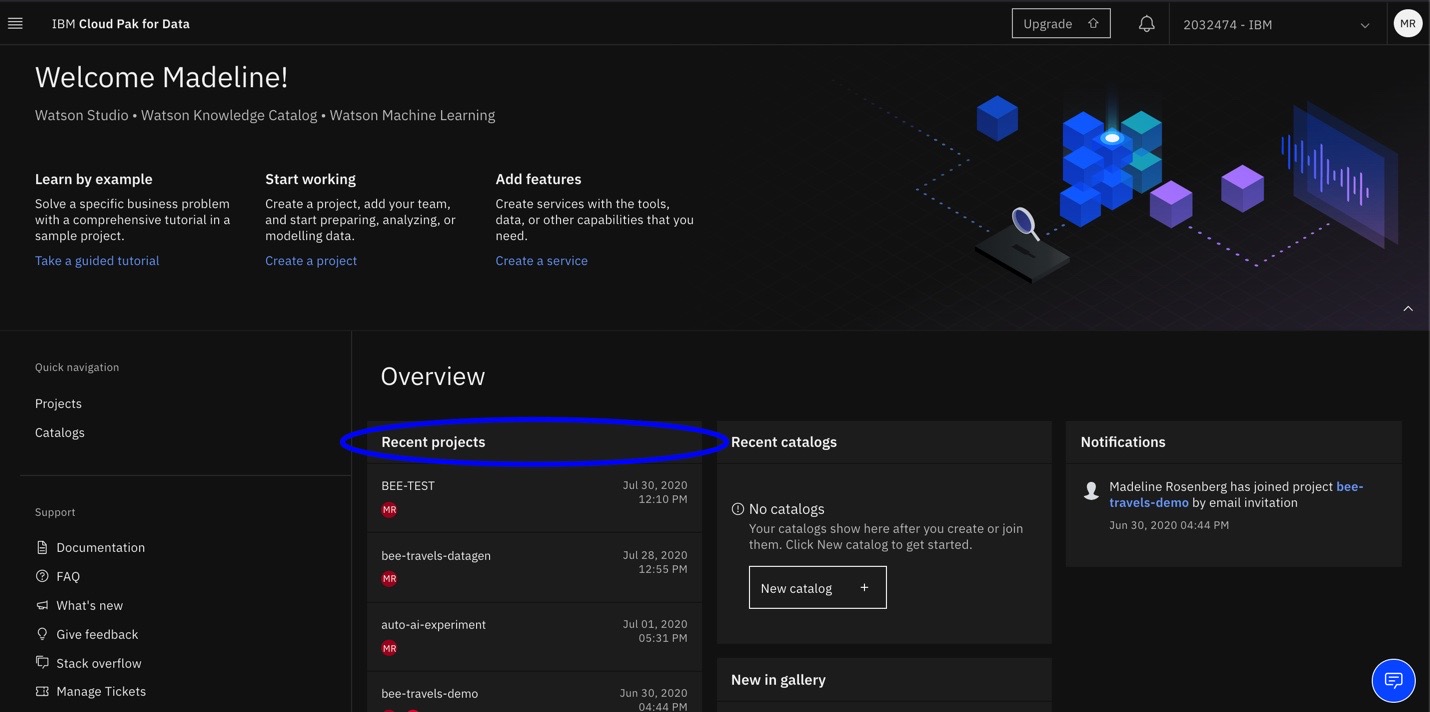 IBM Cloud Pak for Data
Upgrade
2032474 - IBM
MR
Welcome Madeline!
Watson Studio • Watson Knowledge Catalog • Watson Machine Learning
Learn by example
Solve a specific business problem
with a comprehensive tutorial in a
sample project.
Take a guided tutorial
Start working
Create a project, add your team,
and start preparing, analyzing, or
modelling data.
Create a project
Add features
Create services with the tools,
data, or other capabilities that you
need.
Create a service
Quick navigation
Projects
Catalogs
Support
Documentation
FAQ
What's new
Give feedback
Stack overflow
Manage Tickets
Overview
Recent projects
BEE-TEST
Jul 30, 2020
12:10 PM
MR
bee-travels-datagen
Jul 28, 2020
12:55 PM
MR
auto-ai-experiment
Jul 01, 2020
05:31 PM
MR
bee-travels-demo
Jun 30, 2020
04:44 PM
Recent catalogs
No catalogs
Your catalogs show here after you create or join
them. Click New catalog to get started.
New catalog +
New in gallery
Notifications
Madeline Rosenberg has joined project bee-
travels-demo by email invitation
Jun 30, 2020 04:44 PM